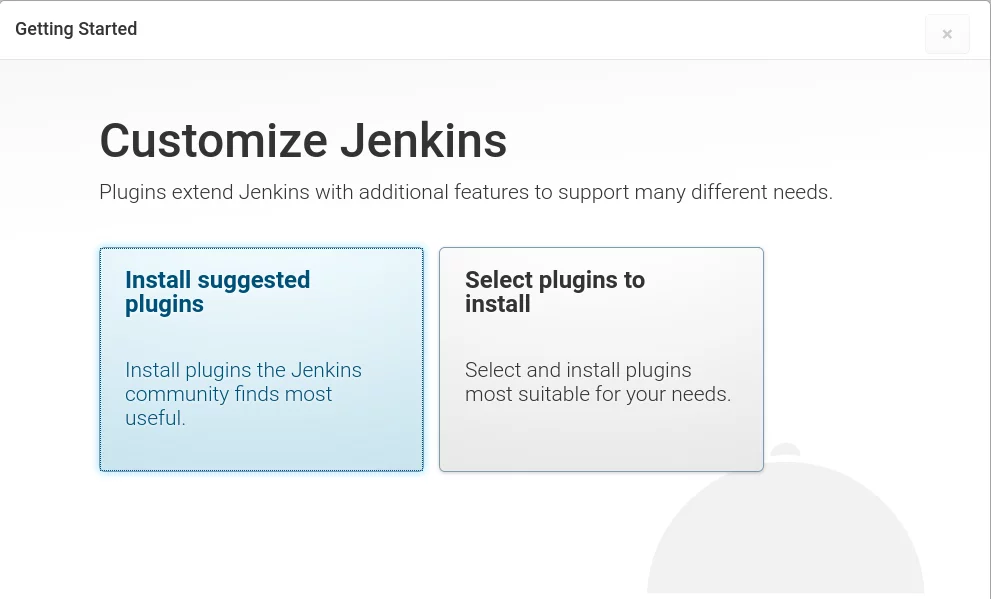 Getting Started
×
Customize Jenkins
Plugins extend Jenkins with additional features to support many different needs.
Install suggested
plugins
Install plugins the Jenkins
community finds most
useful.
Select plugins to
install
Select and install plugins
most suitable for your needs.